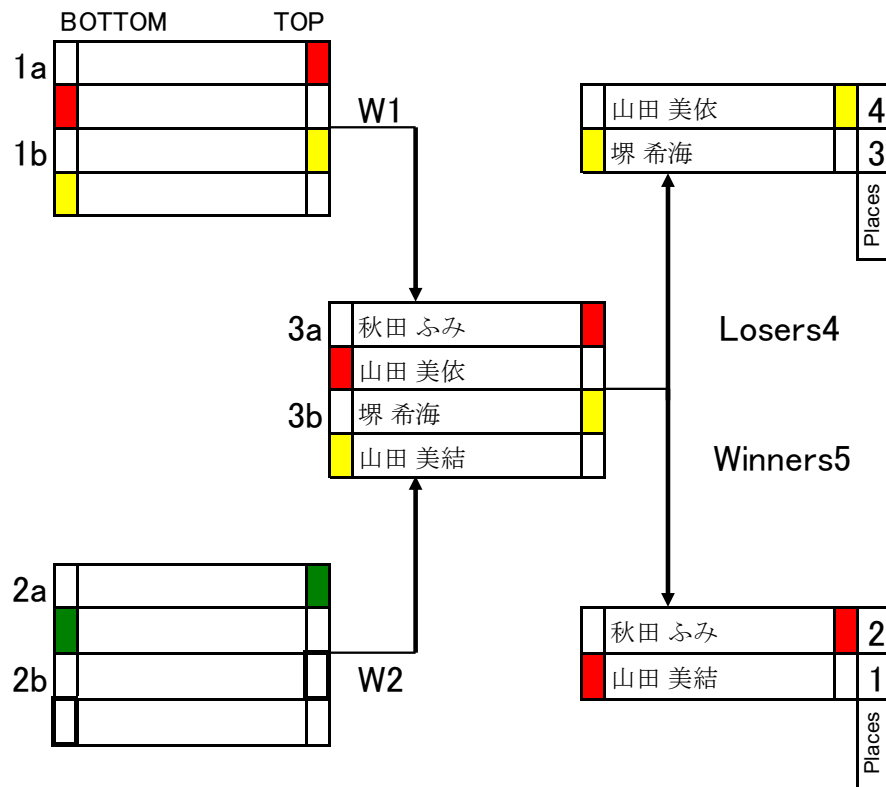 BOTTOM TOP
1a
W1
1b
山田 美依 4
堺 希海 3
Places
3a 秋田 ふみ
山田 美依
3b 堺 希海
山田 美結
Losers4
Winners5
2a
2b
W2
秋田 ふみ 2
山田 美結 1
Places